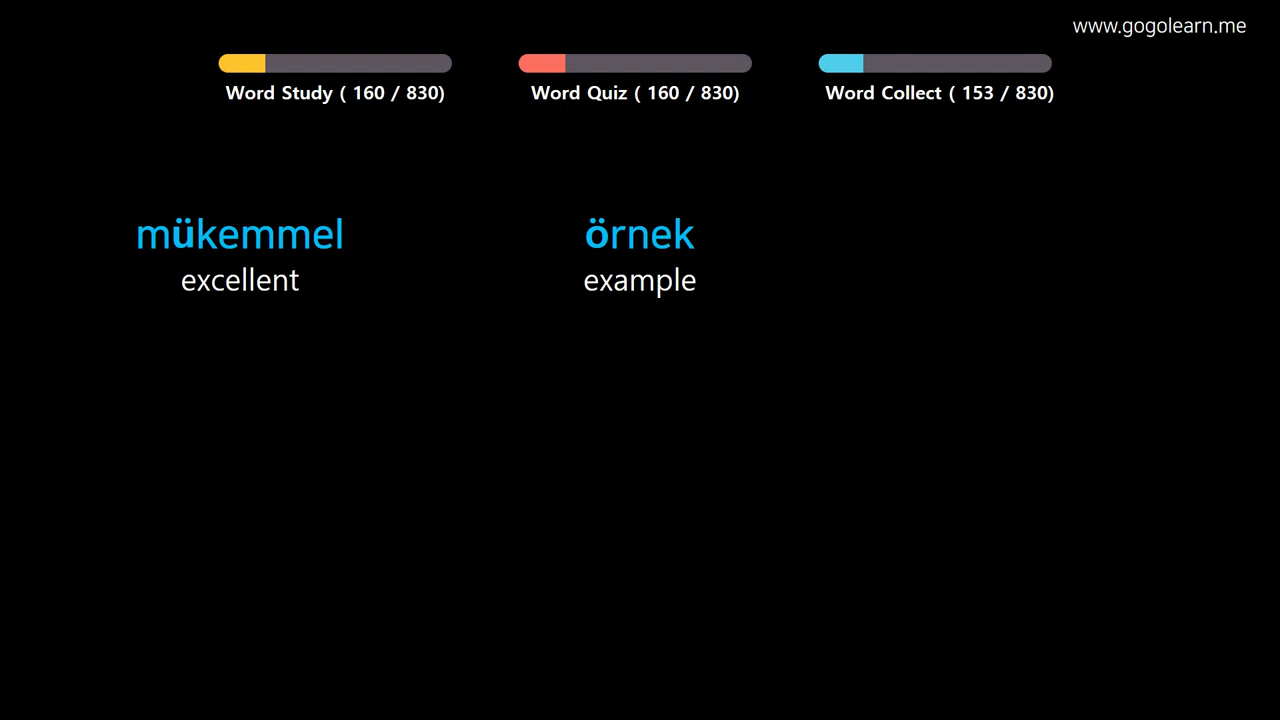 www.gogolearn.me
Word Study ( 160 / 830)
Word Quiz ( 160 / 830)
Word Collect ( 153 / 830)
mükemmel
excellent
örnek
example